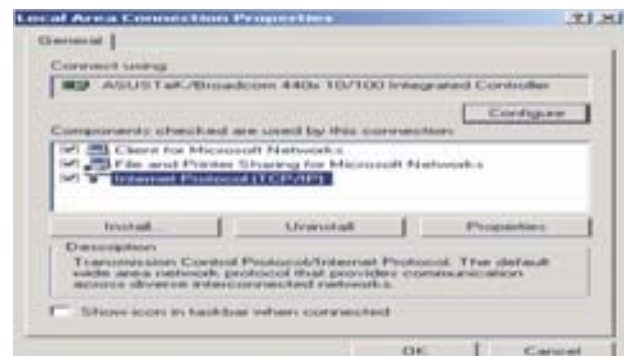 Local Area Connection Properties
General
Connect using:
ASUSTeK/Broadcom 440x 10/100 Integrated Controller
Configure
Components checked are used by this connection:
Client for Microsoft Networks
File and Printer Sharing for Microsoft Networks
Internet Protocol (TCP/IP)
Install...
Uninstall
Properties
Description
Transmission Control Protocol/Internet Protocol. The default
wide area network protocol that provides communication
across diverse interconnected networks.
Show icon in taskbar when connected
OK
Cancel